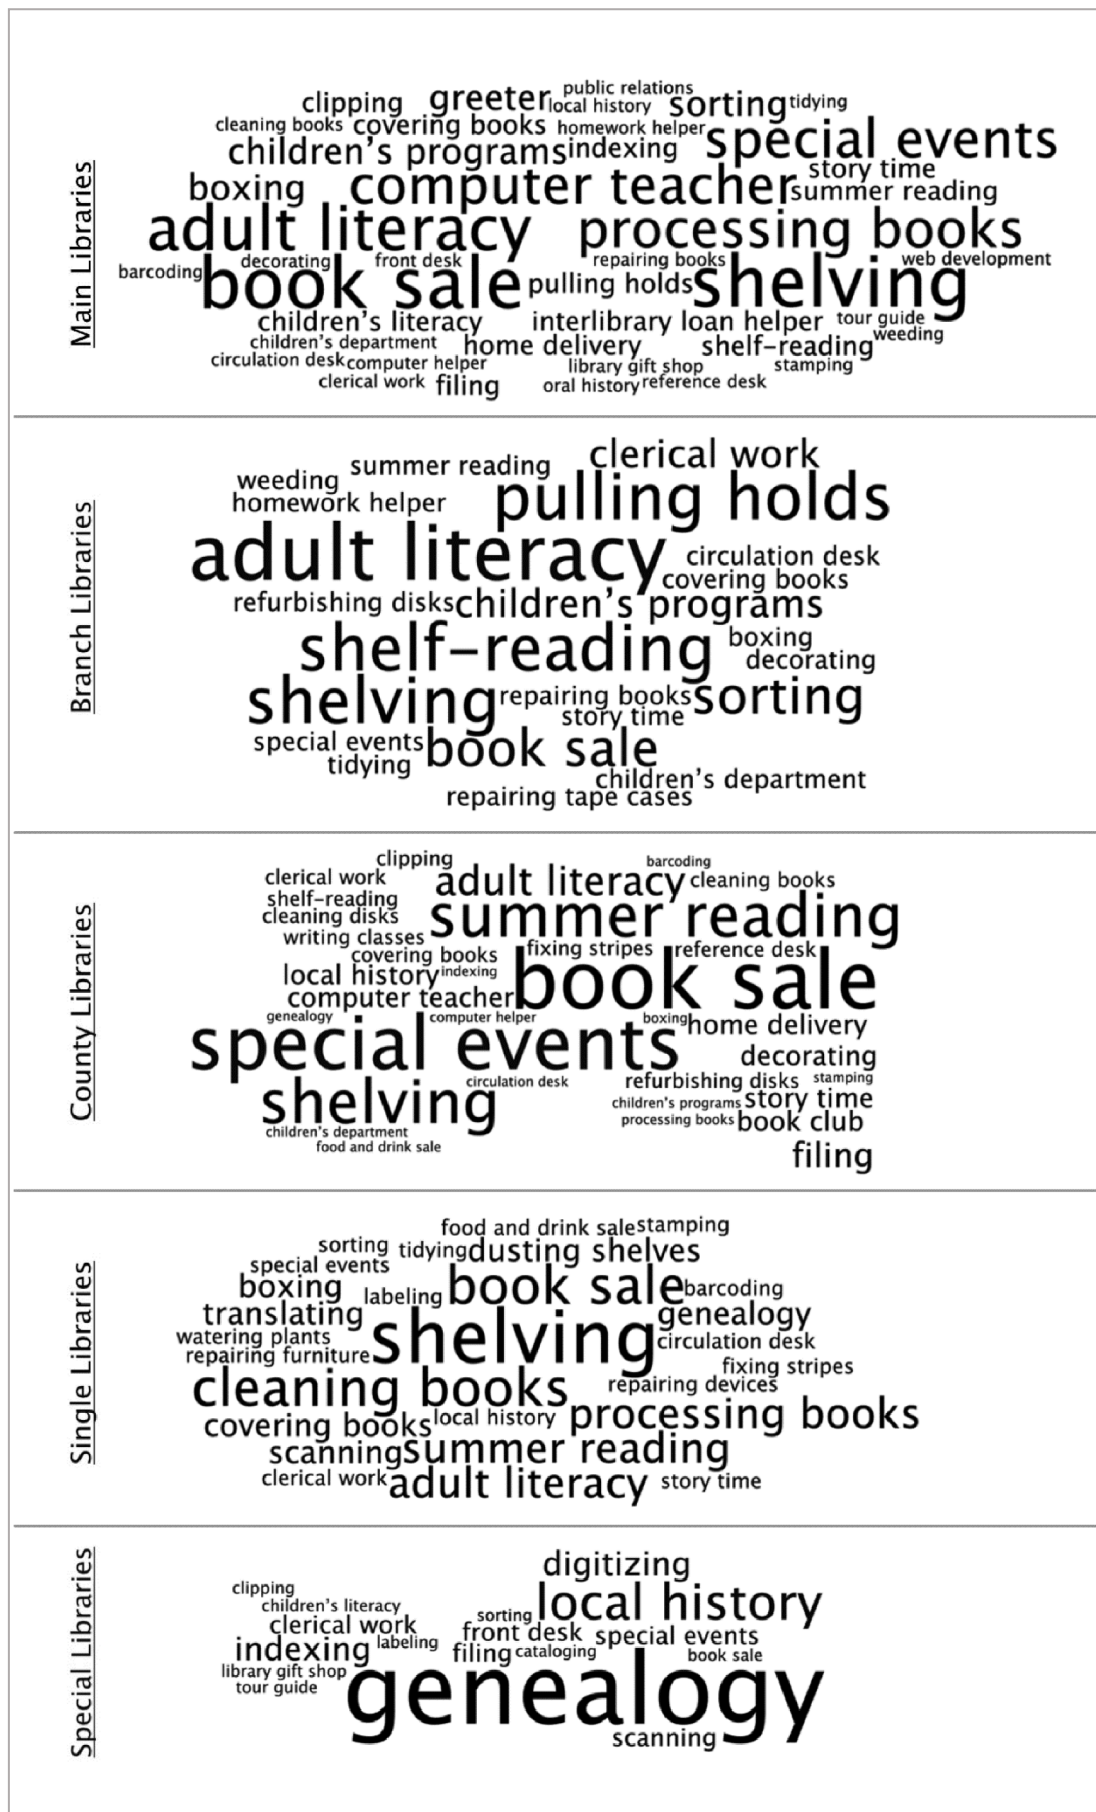 Main Libraries
public relations
clipping greeter local history sorting tidying
cleaning books covering books homework helper special events
children's programs indexing
story time
boxing computer teacher summer reading
adult literacy processing books
barcoding decorating front desk repairing books web development
book sale pulling holds shelving
children's literacy interlibrary loan helper tour guide
children's department home delivery shelf-reading weeding
circulation desk computer helper library gift shop stamping
clerical work filing oral history reference desk
Branch Libraries
clerical work
weeding summer reading
homework helper pulling holds
adult literacy circulation desk
covering books
refurbishing disks children's programs
shelf-reading boxing
decorating
shelving repairing books sorting
story time
special events book sale
tidying
children's department
repairing tape cases
County Libraries
clipping barcoding
clerical work adult literacy cleaning books
shelf-reading
cleaning disks summer reading
writing classes
covering books fixing stripes reference desk
local history indexing book sale
computer teacher
genealogy computer helper boxing home delivery
special events decorating
circulation desk refurbishing disks stamping
shelving children's programs story time
processing books book club
children's department
food and drink sale
filing
Single Libraries
food and drink sale stamping
sorting tidying dusting shelves
special events
boxing labeling book sale barcoding
translating genealogy
watering plants shelving circulation desk
repairing furniture
fixing stripes
cleaning books repairing devices
covering books local history processing books
scanning summer reading
clerical work adult literacy story time
Special Libraries
digitizing
clipping
children's literacy sorting local history
clerical work front desk special events
indexing labeling filing cataloging book sale
library gift shop
tour guide genealogy
scanning